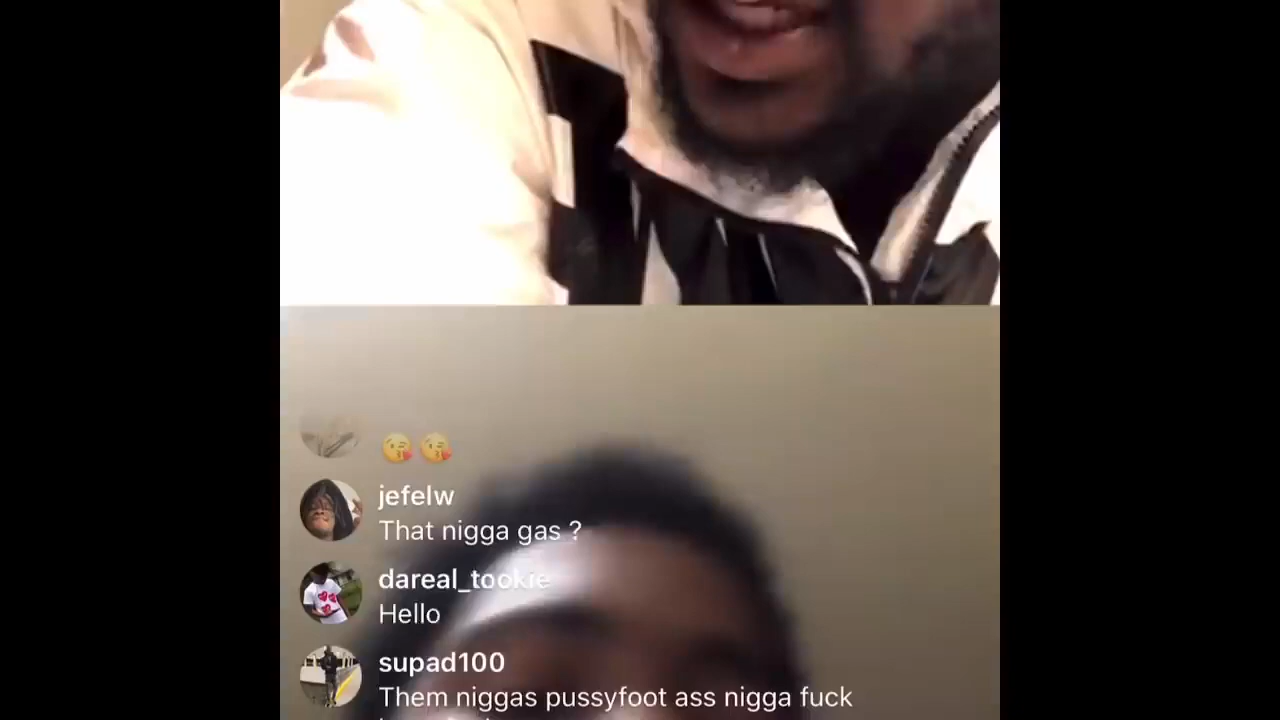 😘😘
jefelw
That nigga gas ?
dareal_tookie
Hello
supad100
Them niggas pussyfoot ass nigga fuck